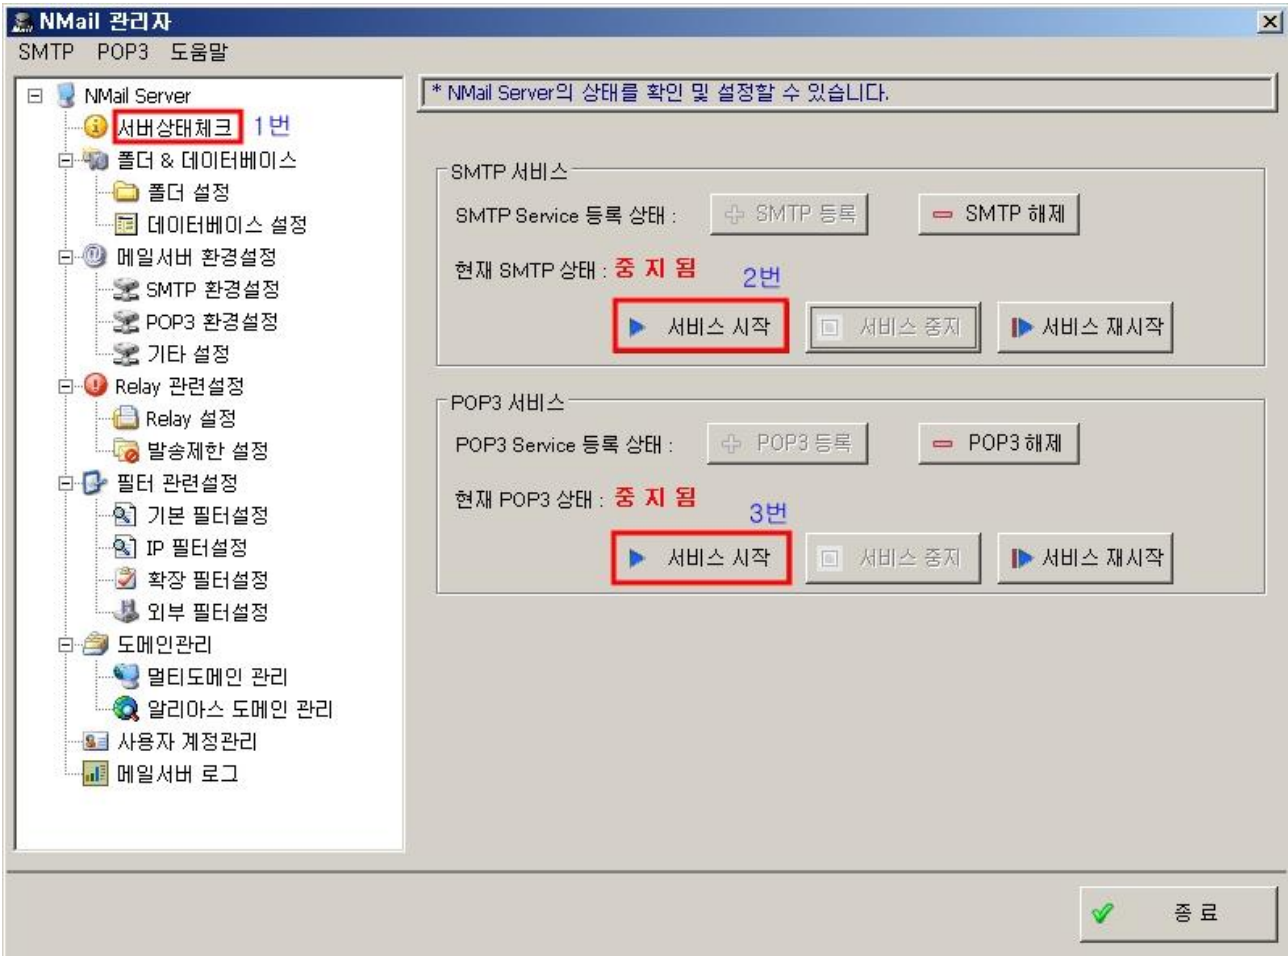 NMail 관리자
SMTP POP3 도움말
NMail Server
서버상태체크 1번
폴더 & 데이터베이스
폴더 설정
데이터베이스 설정
메일서버 환경설정
SMTP 환경설정
POP3 환경설정
기타 설정
Relay 관련설정
Relay 설정
발송제한 설정
필터 관련설정
기본 필터설정
IP 필터설정
확장 필터설정
외부 필터설정
도메인관리
멀티도메인 관리
알리아스 도메인 관리
사용자 계정관리
메일서버 로그
* NMail Server의 상태를 확인 및 설정할 수 있습니다.
SMTP 서비스
SMTP Service 등록 상태 : SMTP 등록 SMTP 해제
현재 SMTP 상태 : 중 지 됨
2번
서비스 시작 서비스 중지 서비스 재시작
POP3 서비스
POP3 Service 등록 상태 : POP3 등록 POP3 해제
현재 POP3 상태 : 중 지 됨
3번
서비스 시작 서비스 중지 서비스 재시작
종 료